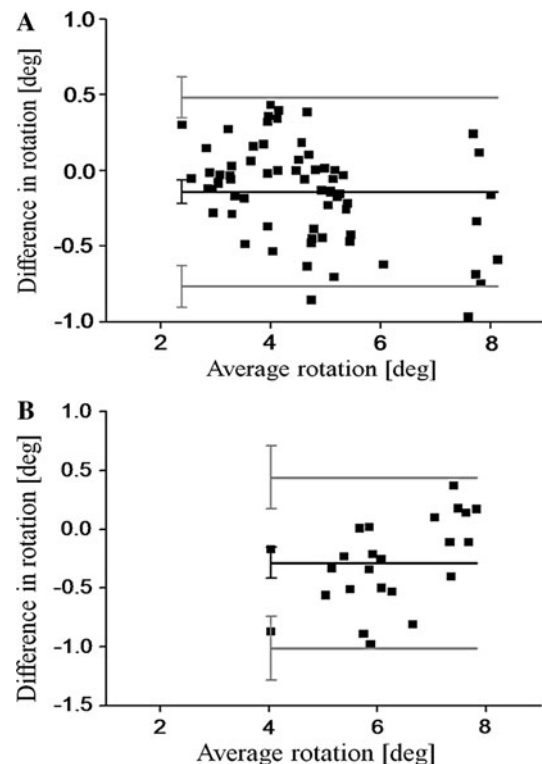 A
Difference in rotation [deg]
1.0
0.5
0.0
-0.5
-1.0
2 4 6 8
Average rotation [deg]
B
Difference in rotation [deg]
1.0
0.5
0.0
-0.5
-1.0
-1.5
2 4 6 8
Average rotation [deg]